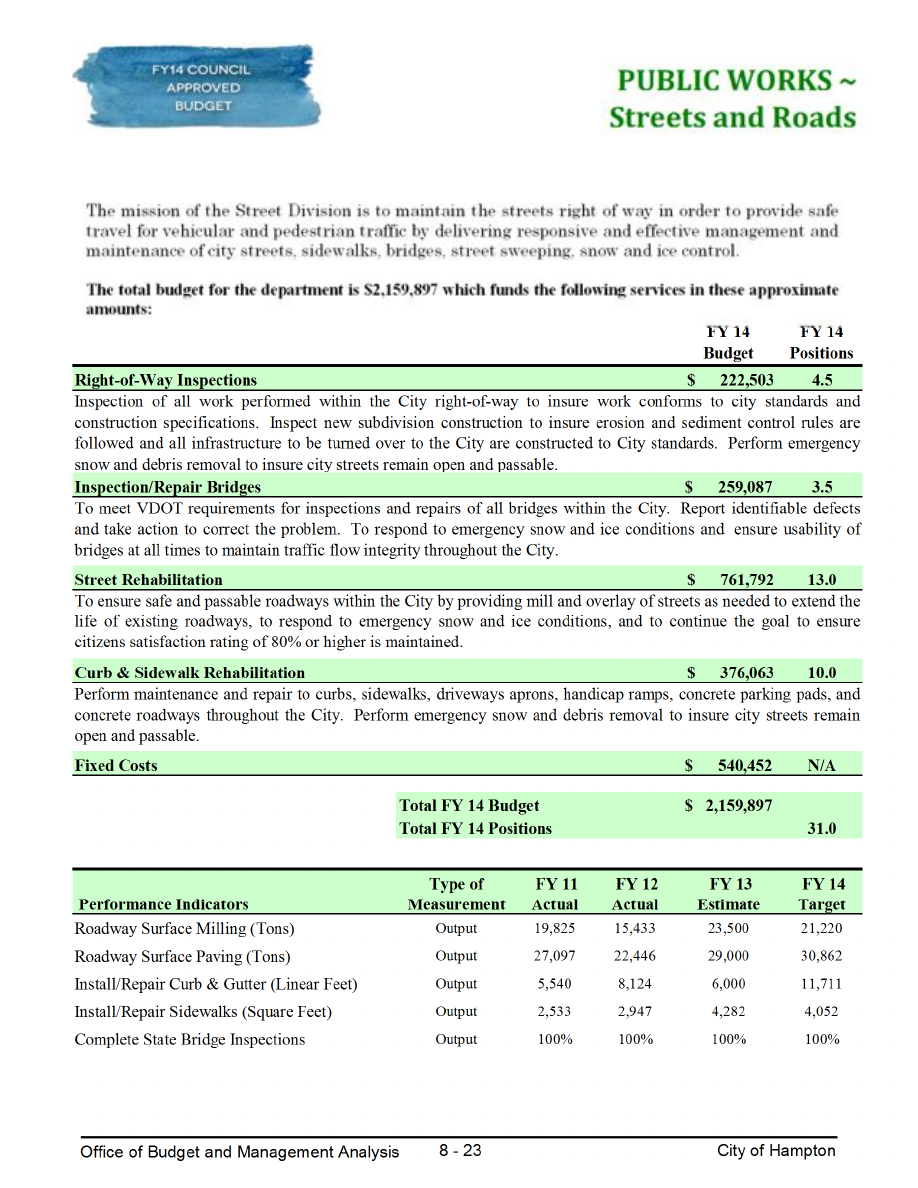 FY14 COUNCIL
APPROVED
BUDGET
PUBLIC WORKS ~
Streets and Roads
The mission of the Street Division is to maintain the streets right of way in order to provide safe
travel for vehicular and pedestrian traffic by delivering responsive and effective management and
maintenance of city streets, sidewalks, bridges, street sweeping, snow and ice control.
The total budget for the department is $2,159,897 which funds the following services in these approximate
amounts:
FY 14 FY 14
Budget Positions
Right-of-Way Inspections $ 222,503 4.5
Inspection of all work performed within the City right-of-way to insure work conforms to city standards and
construction specifications. Inspect new subdivision construction to insure erosion and sediment control rules are
followed and all infrastructure to be turned over to the City are constructed to City standards. Perform emergency
snow and debris removal to insure city streets remain open and passable.
Inspection/Repair Bridges $ 259,087 3.5
To meet VDOT requirements for inspections and repairs of all bridges within the City. Report identifiable defects
and take action to correct the problem. To respond to emergency snow and ice conditions and ensure usability of
bridges at all times to maintain traffic flow integrity throughout the City.
Street Rehabilitation $ 761,792 13.0
To ensure safe and passable roadways within the City by providing mill and overlay of streets as needed to extend the
life of existing roadways, to respond to emergency snow and ice conditions, and to continue the goal to ensure
citizens satisfaction rating of 80% or higher is maintained.
Curb & Sidewalk Rehabilitation $ 376,063 10.0
Perform maintenance and repair to curbs, sidewalks, driveways aprons, handicap ramps, concrete parking pads, and
concrete roadways throughout the City. Perform emergency snow and debris removal to insure city streets remain
open and passable.
Fixed Costs $ 540,452 N/A
Total FY 14 Budget $ 2,159,897
Total FY 14 Positions 31.0
Type of FY 11 FY 12 FY 13 FY 14
Performance Indicators Measurement Actual Actual Estimate Target
Roadway Surface Milling (Tons) Output 19,825 15,433 23,500 21,220
Roadway Surface Paving (Tons) Output 27,097 22,446 29,000 30,862
Install/Repair Curb & Gutter (Linear Feet) Output 5,540 8,124 6,000 11,711
Install/Repair Sidewalks (Square Feet) Output 2,533 2,947 4,282 4,052
Complete State Bridge Inspections Output 100% 100% 100% 100%
Office of Budget and Management Analysis 8 - 23 City of Hampton